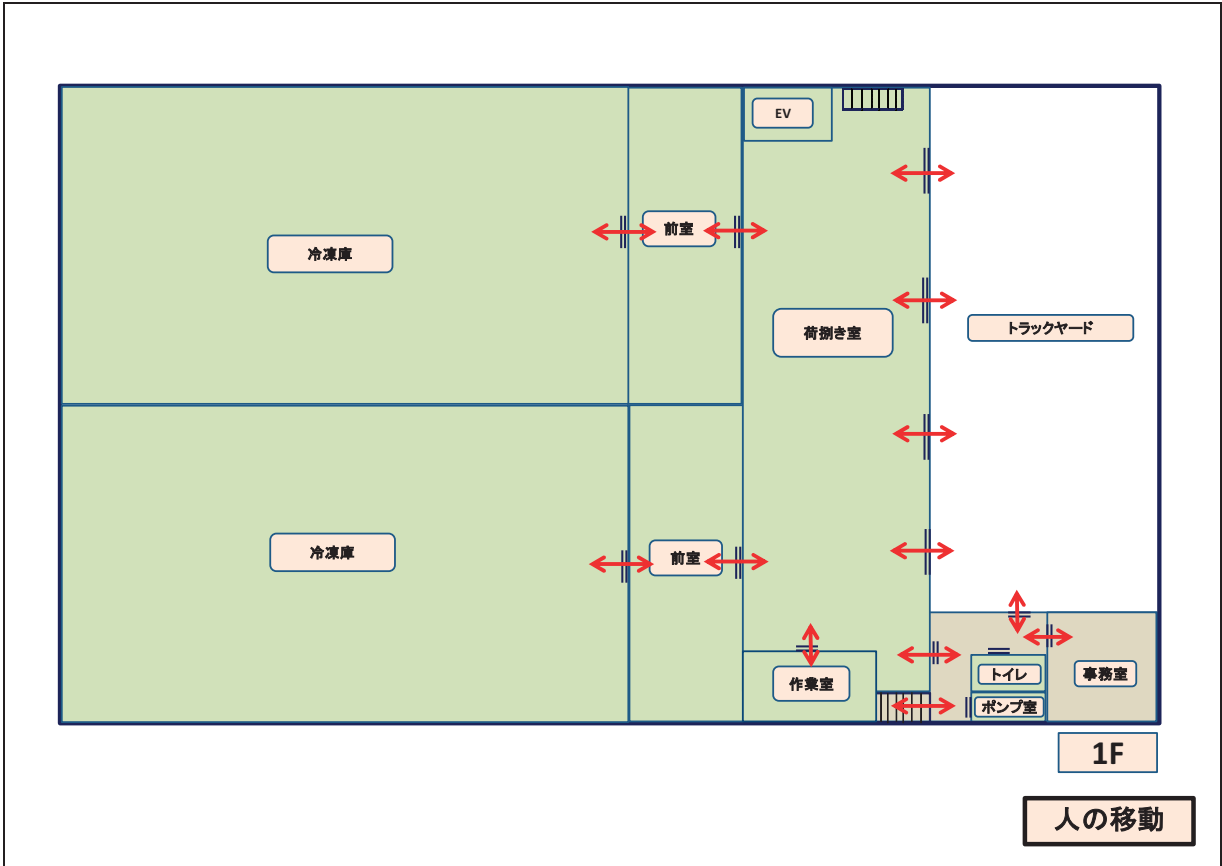 EV
前室
冷凍庫
トラックヤード
荷捌き室
冷凍庫
前室
トイレ
事務室
作業室
ポンプ室
1F
人の移動